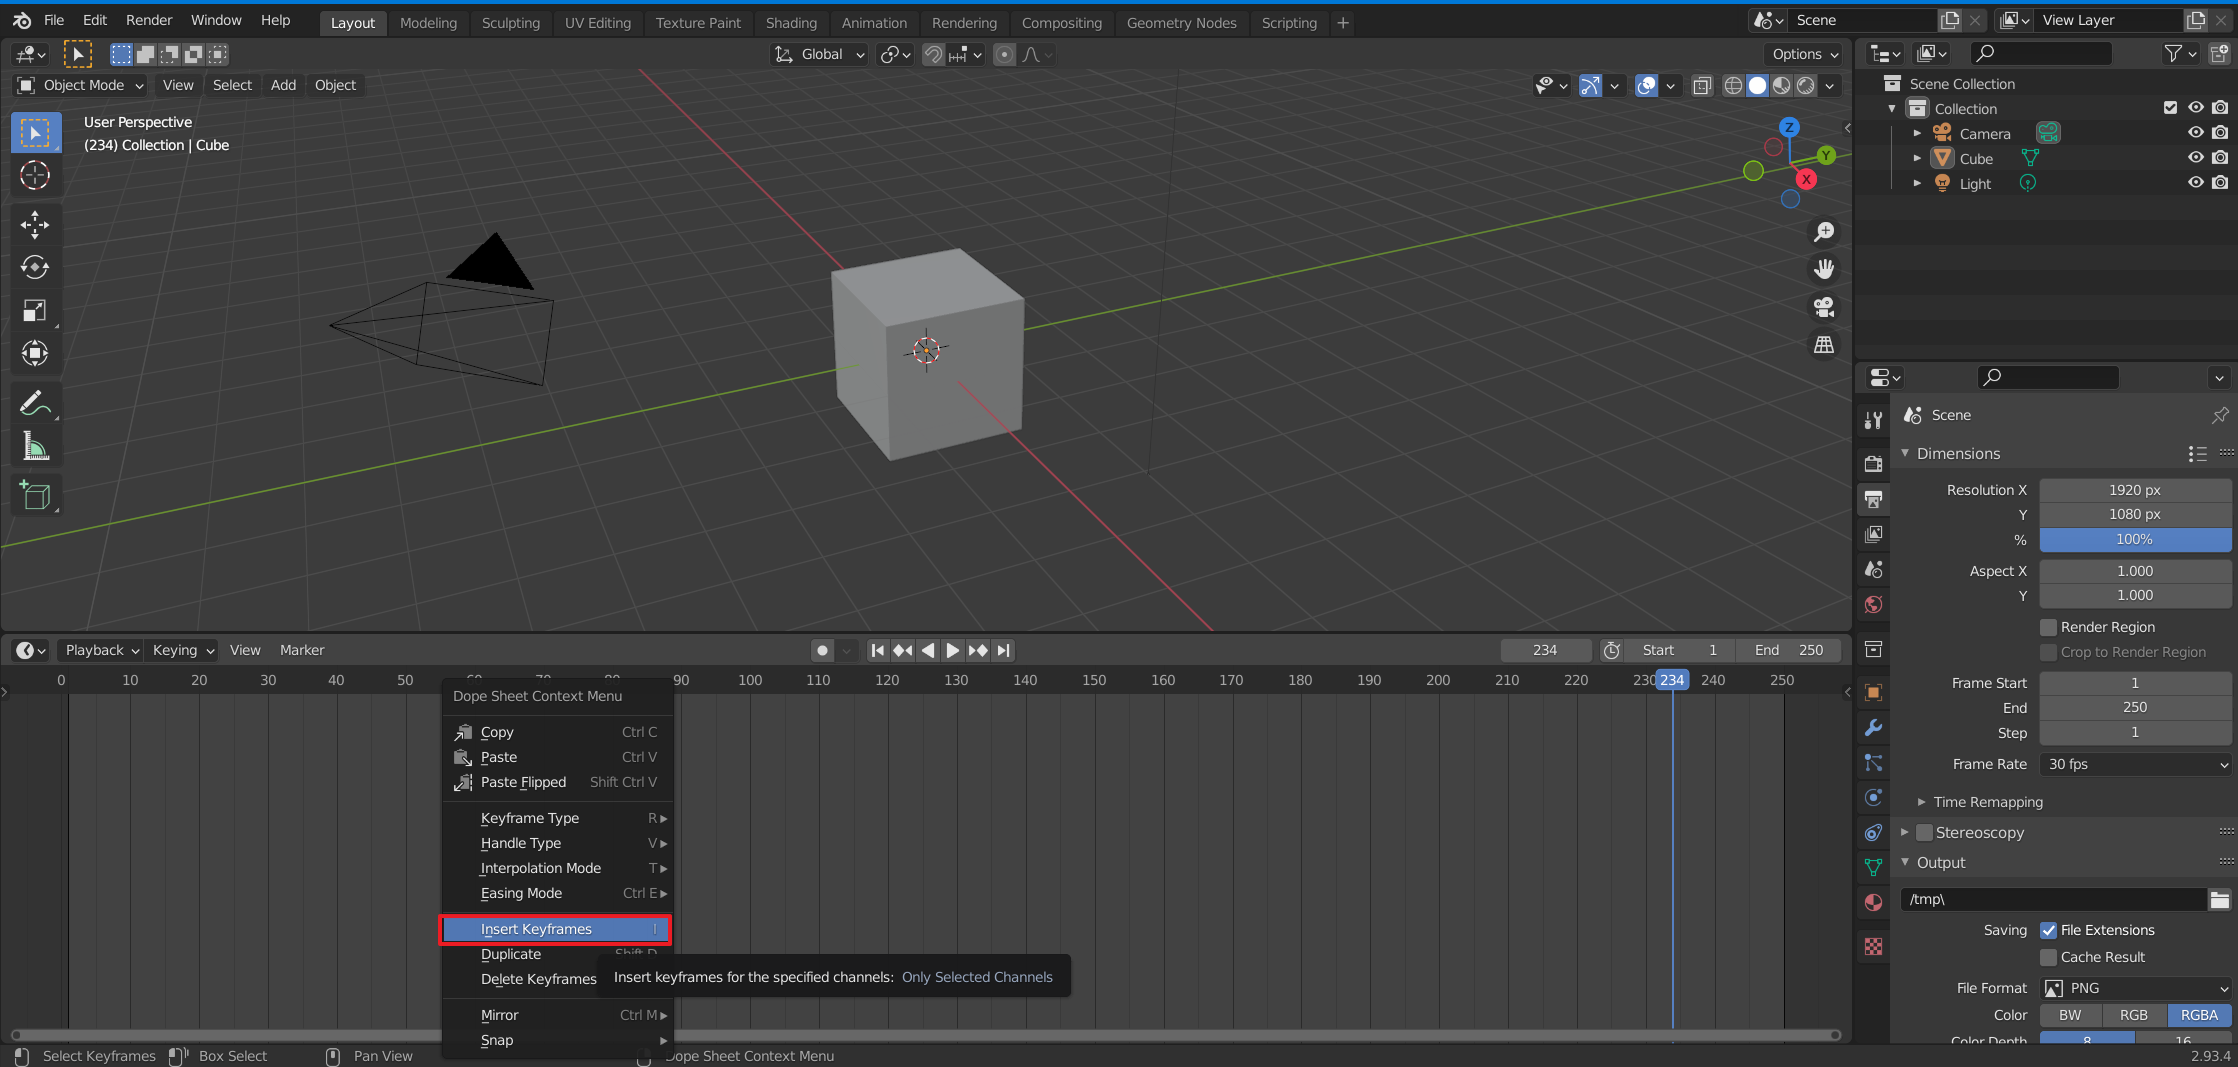 File Edit Render Window Help
Layout Modeling Sculpting UV Editing Texture Paint Shading Animation Rendering Compositing Geometry Nodes Scripting +
Scene
View Layer
Global
Options
Object Mode View Select Add Object
User Perspective
(234) Collection | Cube
Z
Y
X
Scene Collection
Collection
Camera
Cube
Light
Scene
Dimensions
Resolution X 1920 px
Y 1080 px
% 100%
Aspect X 1.000
Y 1.000
Render Region
Crop to Render Region
Frame Start 1
End 250
Step 1
Frame Rate 30 fps
Time Remapping
Stereoscopy
Output
/tmp\
Saving File Extensions
Cache Result
File Format PNG
Color BW RGB RGBA
Color Depth 8 16
Playback Keying View Marker
234 Start 1 End 250
0 10 20 30 40 50 60 70 80 90 100 110 120 130 140 150 160 170 180 190 200 210 220 230 234 240 250
Dope Sheet Context Menu
Copy Ctrl C
Paste Ctrl V
Paste Flipped Shift Ctrl V
Keyframe Type R
Handle Type V
Interpolation Mode T
Easing Mode Ctrl E
Insert Keyframes I
Duplicate Shift D
Delete Keyframes
Insert keyframes for the specified channels: Only Selected Channels
Mirror Ctrl M
Snap
Select Keyframes Box Select Pan View Dope Sheet Context Menu
2.93.4